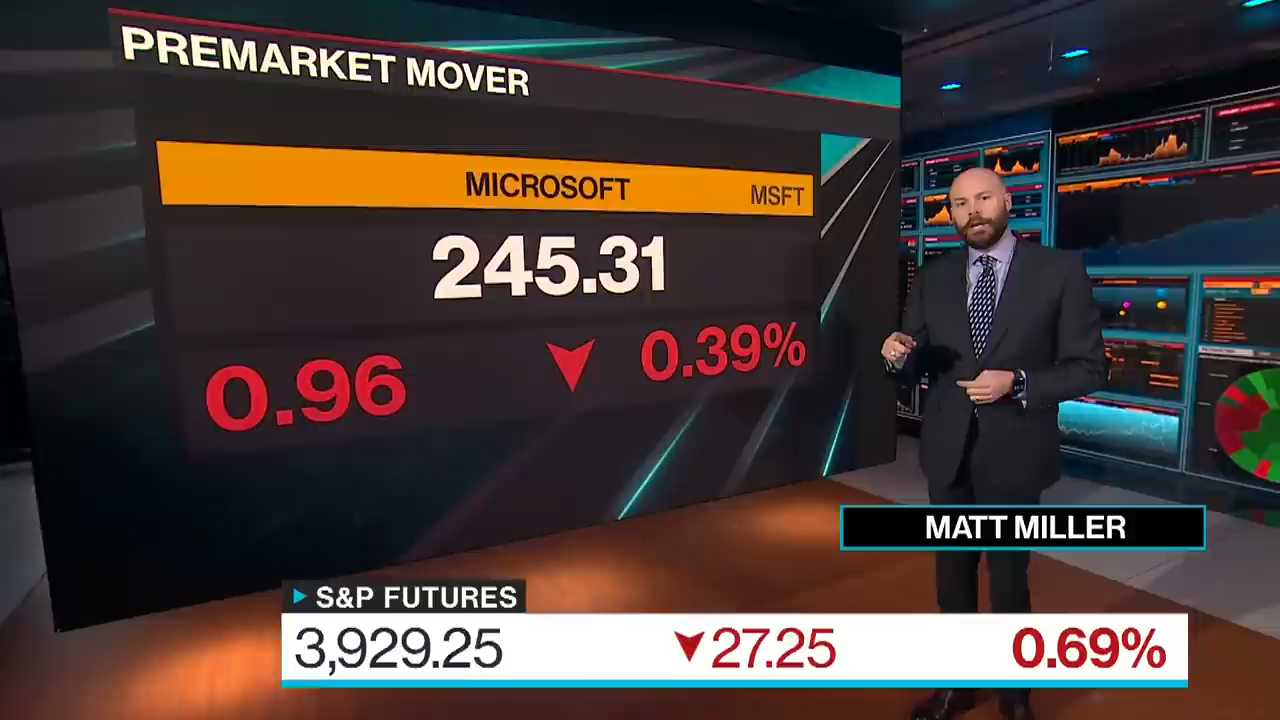 PREMARKET MOVER
MICROSOFT MSFT
245.31
0.96 ▼ 0.39%
MATT MILLER
S&P FUTURES
3,929.25 ▼27.25 0.69%